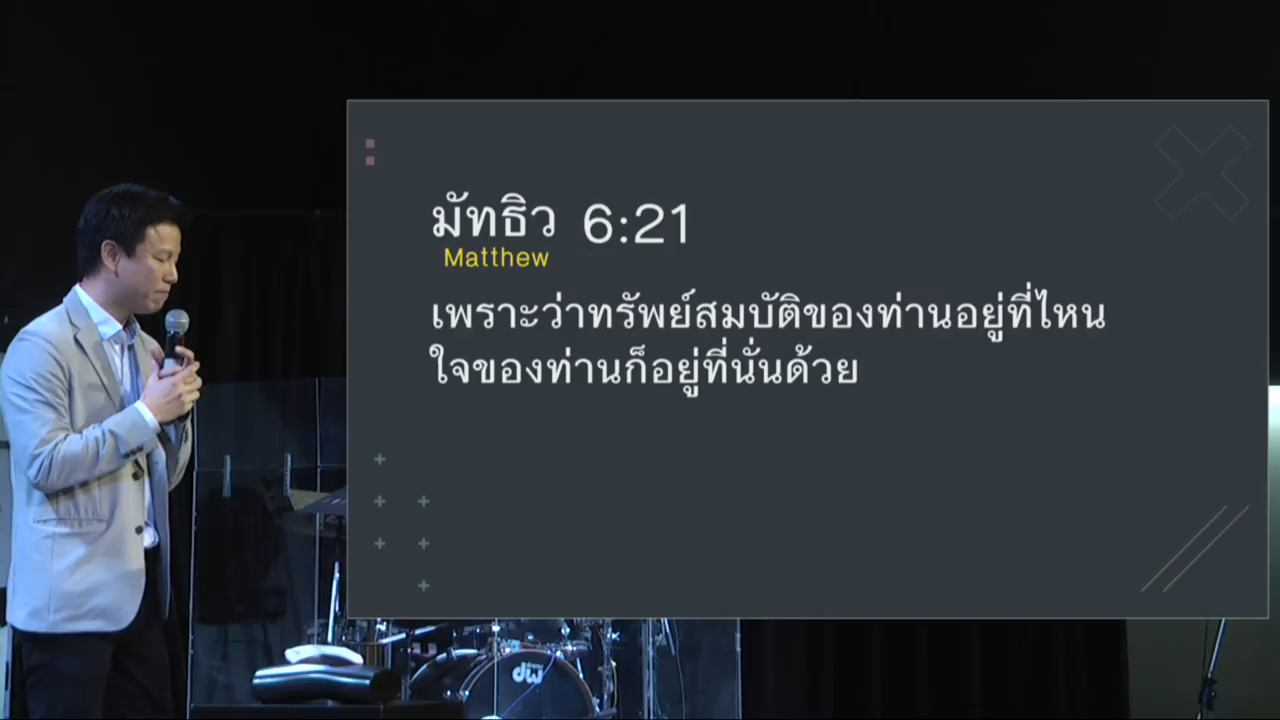 มัทธิว 6:21
Matthew
เพราะว่าทรัพย์สมบัติของท่านอยู่ที่ไหน
ใจของท่านก็อยู่ที่นั่นด้วย
dw